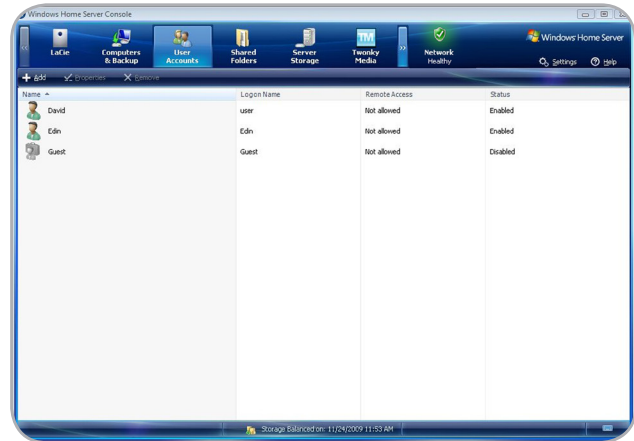 Windows Home Server Console
LaCie
Computers & Backup
User Accounts
Shared Folders
Server Storage
TM
Twonky Media
Network
Healthy
Windows Home Server
Settings
Help
Add
Properties
Remove
Name Logon Name Remote Access Status
David user Not allowed Enabled
Edin Edin Not allowed Enabled
Guest Guest Not allowed Disabled
Storage Balanced on: 11/24/2009 11:53 AM